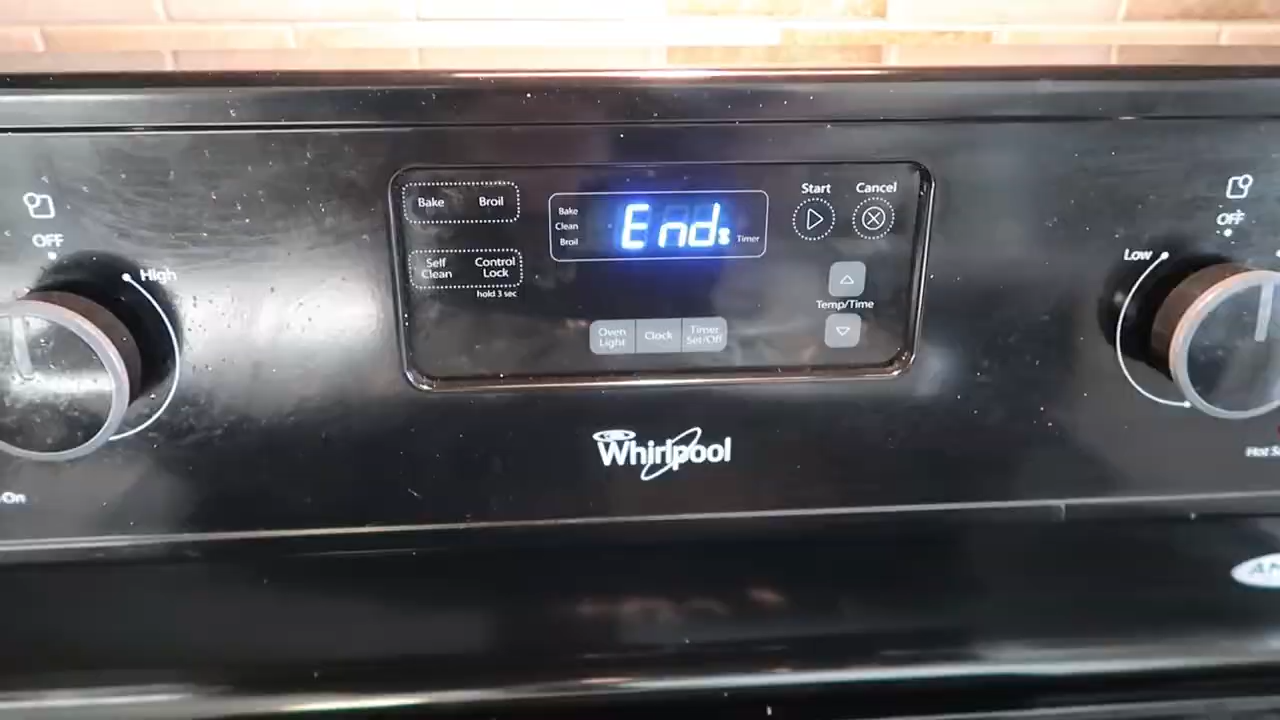 Bake Broil
Self Clean
Control Lock
hold 3 sec
Bake
Clean
Broil
End
Timer
Start Cancel
Temp/Time
Oven Light
Clock
Timer Set/Off
Whirlpool
OFF
High
On
OFF
Low
Hot